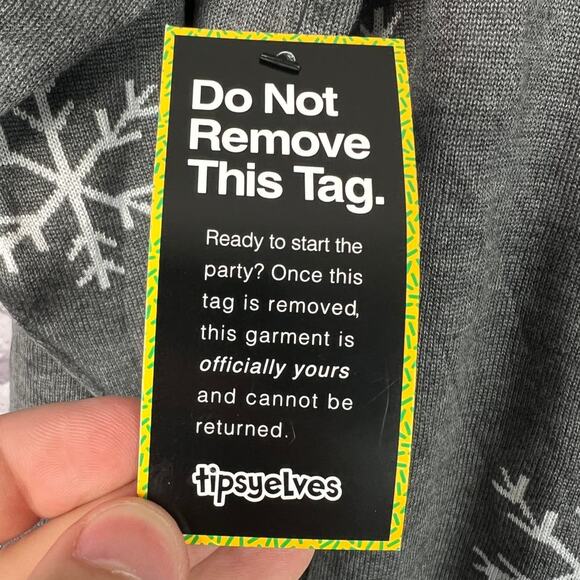 Do Not
Remove
This Tag.
Ready to start the
party? Once this
tag is removed,
this garment is
officially yours
and cannot be
returned.
tipsyelves